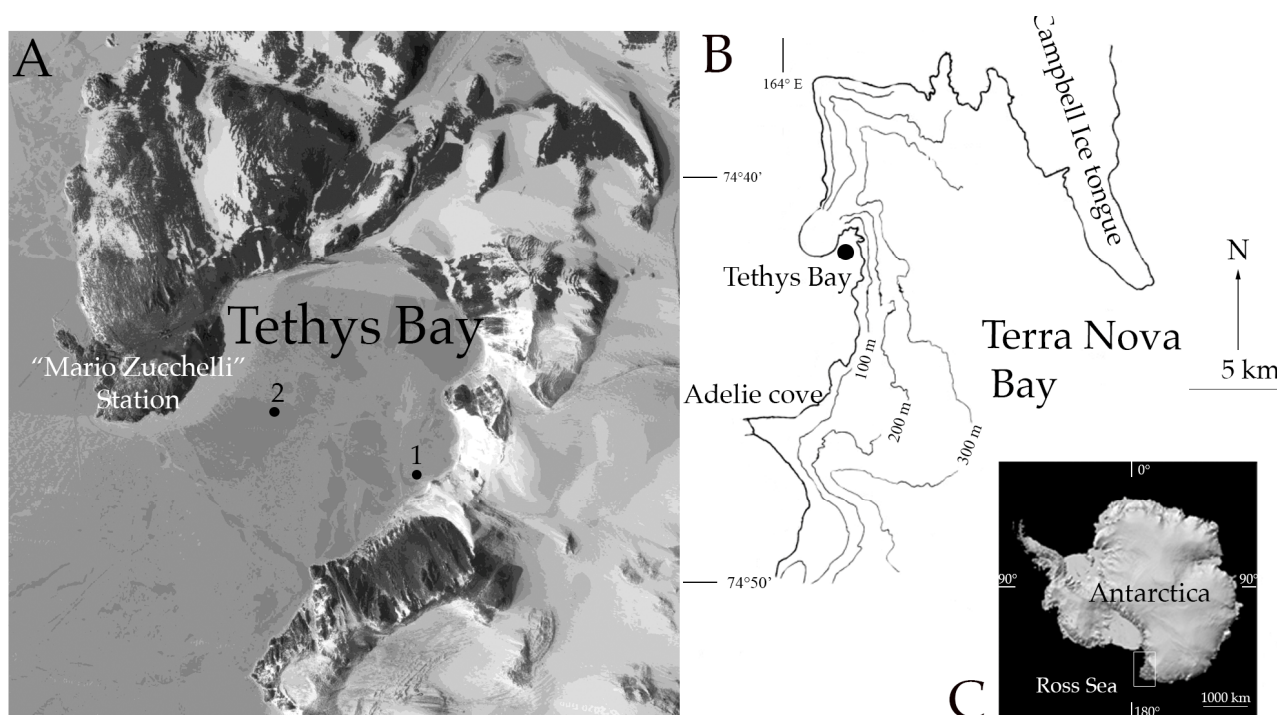 A
Tethys Bay
“Mario Zucchelli”
Station
2
1
B
164° E
74°40’
74°50’
Campbell Ice tongue
Tethys Bay
Terra Nova
Bay
Adelie cove
100 m
200 m
300 m
N
5 km
C
0°
90°
90°
Antarctica
Ross Sea
1000 km
180°